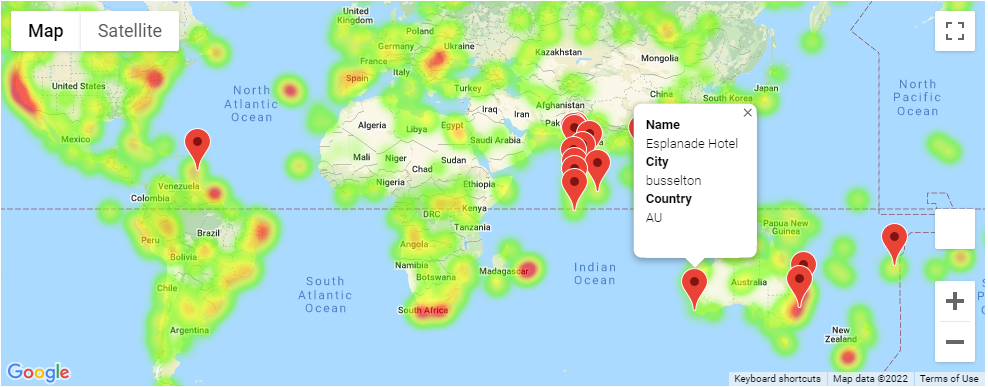 Map
Satellite
United
Kingdom
Poland
Germany
Ukraine
France
Italy
Spain
Turkey
Kazakhstan
Mongolia
China
South Korea
Japan
United States
Mexico
North
Atlantic
Ocean
North
Pacific
Ocean
Afghanistan
Iraq
Iran
Pak
Algeria
Libya
Egypt
Saudi Arabia
Mali
Niger
Chad
Sudan
Nigeria
Ethiopia
Venezuela
Colombia
DRC
Kenya
Tanzania
Brazil
Peru
Bolivia
Chile
Argentina
Angola
Namibia
Botswana
Madagascar
South Africa
South
Atlantic
Ocean
Indian
Ocean
Papua New
Guinea
Australia
New
Zealand
Name
Esplanade Hotel
City
busselton
Country
AU
Google
Keyboard shortcuts
Map data ©2022
Terms of Use